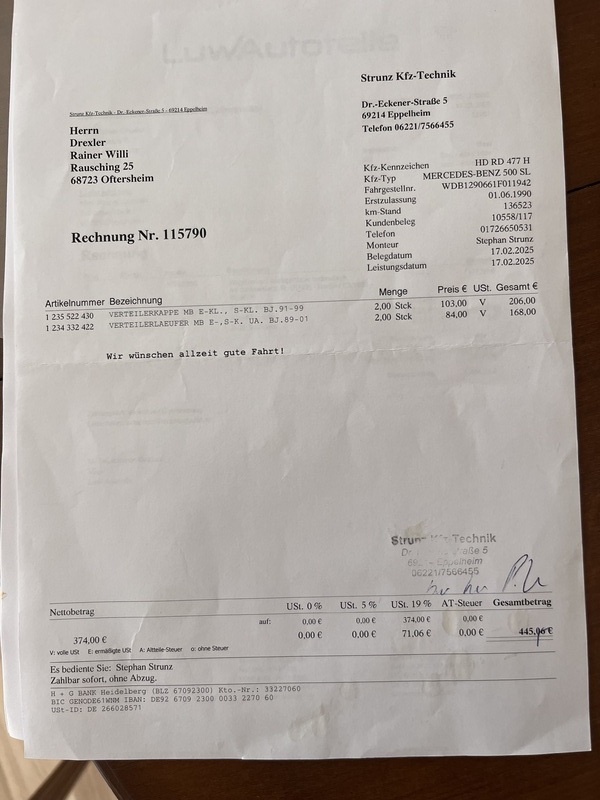 Strunz Kfz-Technik
Dr.-Eckener-Straße 5
69214 Eppelheim
Telefon 06221/7566455
Strunz Kfz-Technik - Dr. Eckener-Straße 5 - 69214 Eppelheim
Herrn
Drexler
Rainer Willi
Rausching 25
68723 Oftersheim
Kfz-Kennzeichen HD RD 477 H
Kfz-Typ MERCEDES-BENZ 500 SL
Fahrgestellnr. WDB1290661F011942
Erstzulassung 01.06.1990
km-Stand 136523
Kundenbeleg 10558/117
Telefon 01726650531
Monteur Stephan Strunz
Belegdatum 17.02.2025
Leistungsdatum 17.02.2025
Rechnung Nr. 115790
Artikelnummer Bezeichnung Menge Preis € USt. Gesamt €
1 235 522 430 VERTEILERKAPPE MB E-KL., S-KL. BJ.91-99 2,00 Stck 103,00 V 206,00
1 234 332 422 VERTEILERLAEUFER MB E-,S-K. UA. BJ.89-01 2,00 Stck 84,00 V 168,00
Wir wünschen allzeit gute Fahrt!
Strun Kfz-Technik
Dr. aße 5
69 - Eppelheim
06221/7566455
Nettobetrag USt. 0 % USt. 5 % USt. 19 % AT-Steuer Gesamtbetrag
auf: 0,00 € 0,00 € 374,00 € 0,00 €
374,00 € 0,00 € 0,00 € 71,06 € 0,00 € 445,06 €
V: volle USt E: ermäßigte USt A: Altteile-Steuer o: ohne Steuer
Es bediente Sie: Stephan Strunz
Zahlbar sofort, ohne Abzug.
H + G BANK Heidelberg (BLZ 67092300) Kto.-Nr.: 33227060
BIC GENODE61WNM IBAN: DE92 6709 2300 0033 2270 60
USt-ID: DE 266028571